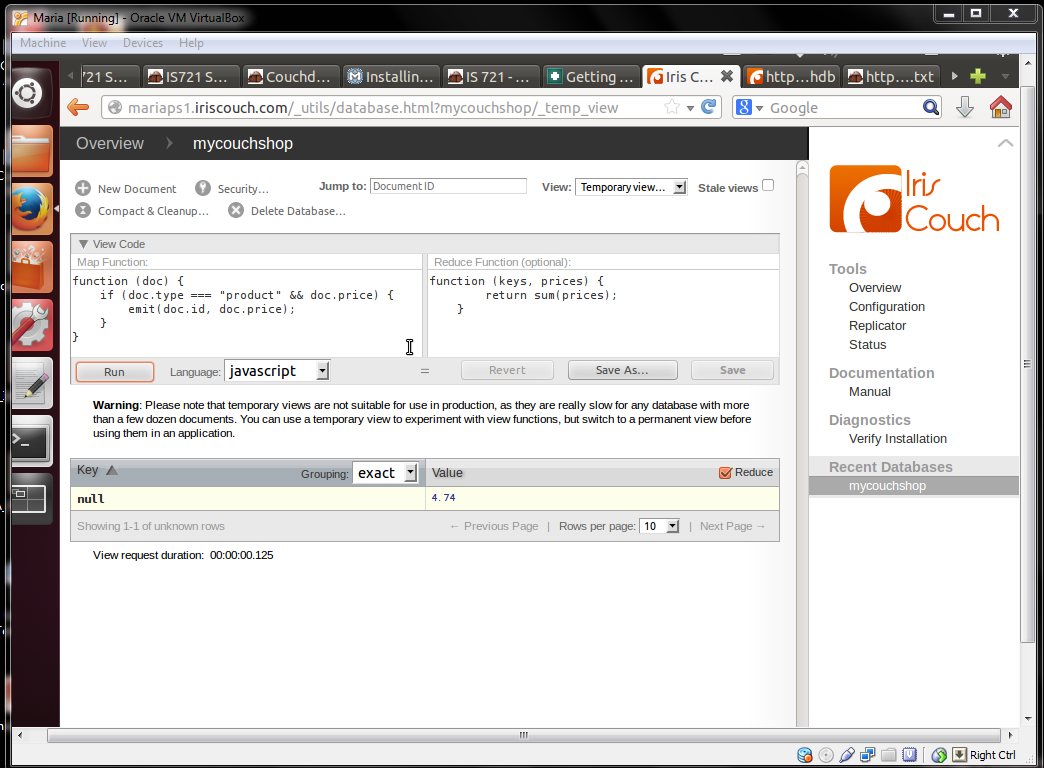 Maria [Running] - Oracle VM VirtualBox
Machine View Devices Help
'21 S... IS721 S... Couchd... Installin... IS 721 - ... Getting ... Iris C... http....hdb http....txt
mariaps1.iriscouch.com/_utils/database.html?mycouchshop/_temp_view Google
Overview mycouchshop
New Document Security... Jump to: Document ID View: Temporary view... Stale views
Compact & Cleanup... Delete Database...
View Code
Map Function: Reduce Function (optional):
function (doc) {
if (doc.type === "product" && doc.price) {
emit(doc.id, doc.price);
}
}
function (keys, prices) {
return sum(prices);
}
Run Language: javascript = Revert Save As... Save
Warning: Please note that temporary views are not suitable for use in production, as they are really slow for any database with more
than a few dozen documents. You can use a temporary view to experiment with view functions, but switch to a permanent view before
using them in an application.
Key Grouping: exact Value Reduce
null 4.74
Showing 1-1 of unknown rows ← Previous Page | Rows per page: 10 | Next Page →
View request duration: 00:00:00.125
Iris
Couch
Tools
Overview
Configuration
Replicator
Status
Documentation
Manual
Diagnostics
Verify Installation
Recent Databases
mycouchshop
Right Ctrl